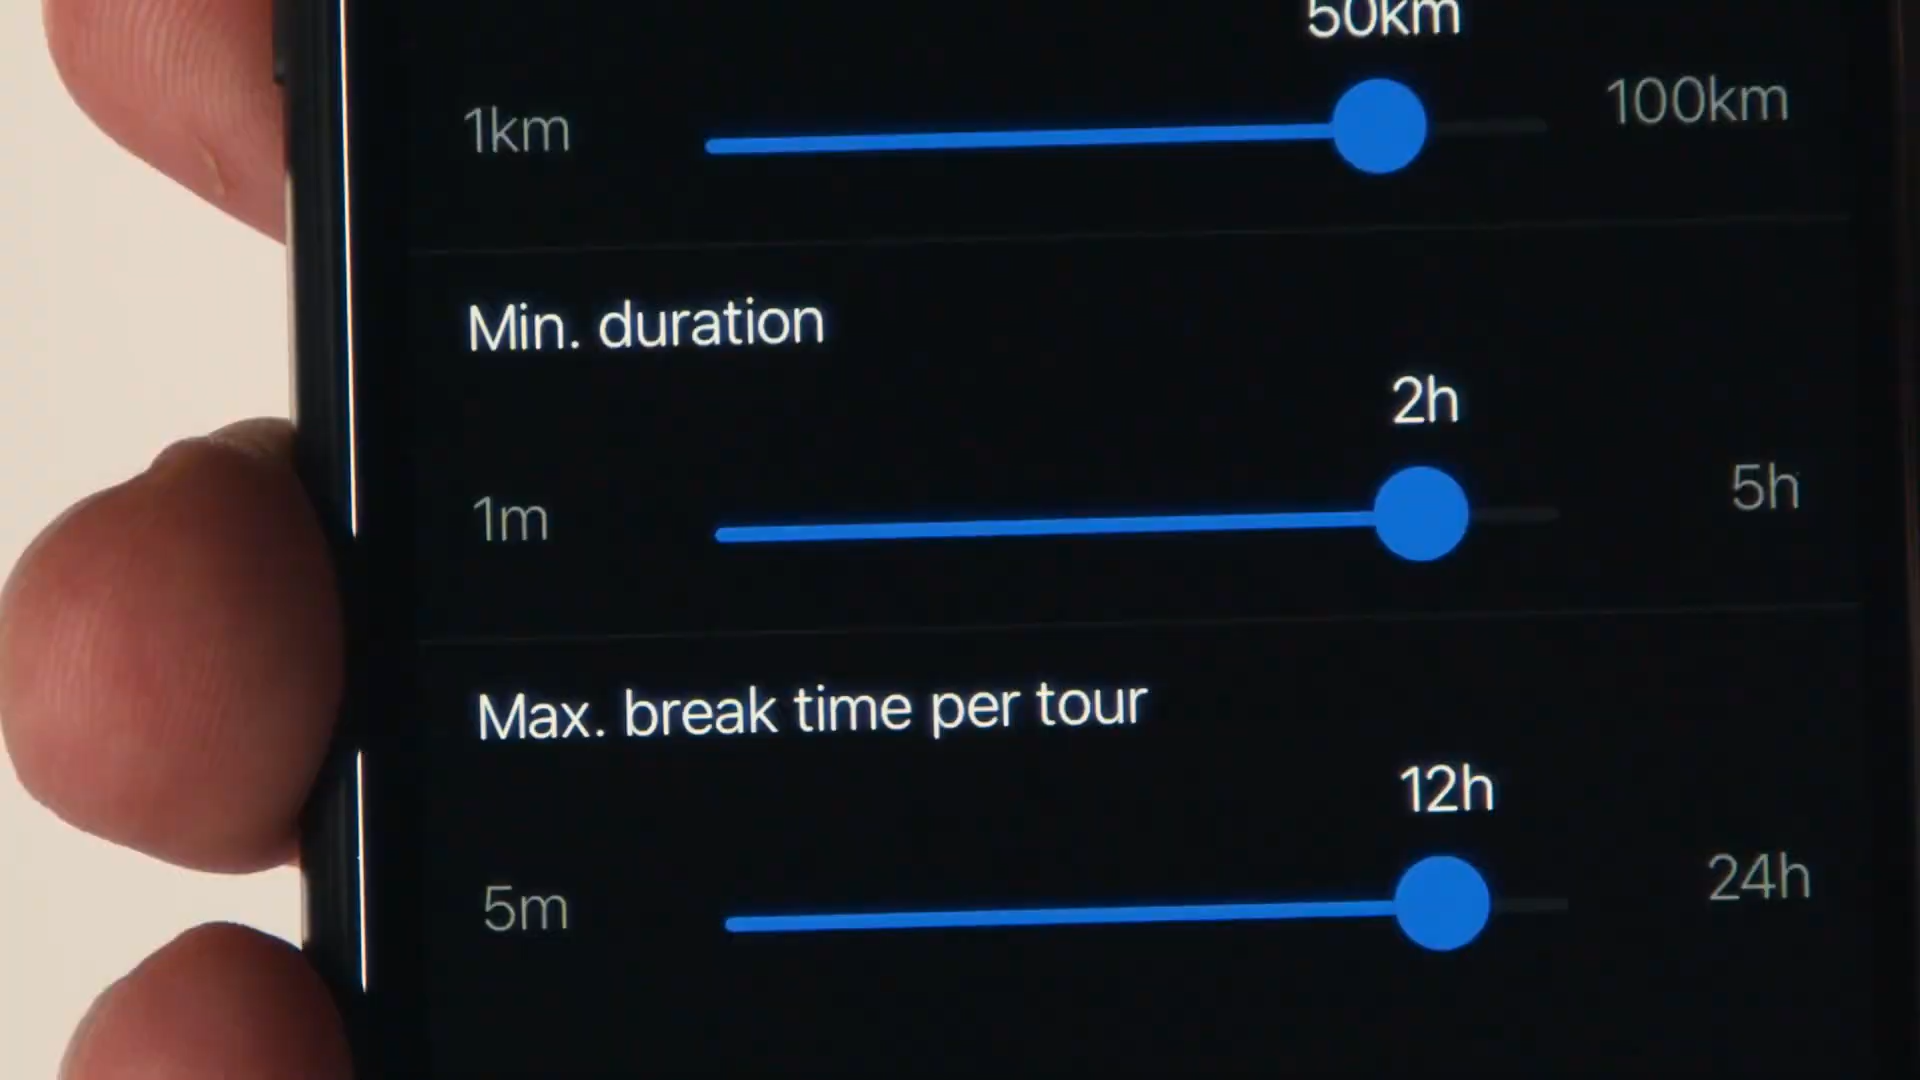 50km
1km 100km
Min. duration
2h
1m 5h
Max. break time per tour
12h
5m 24h